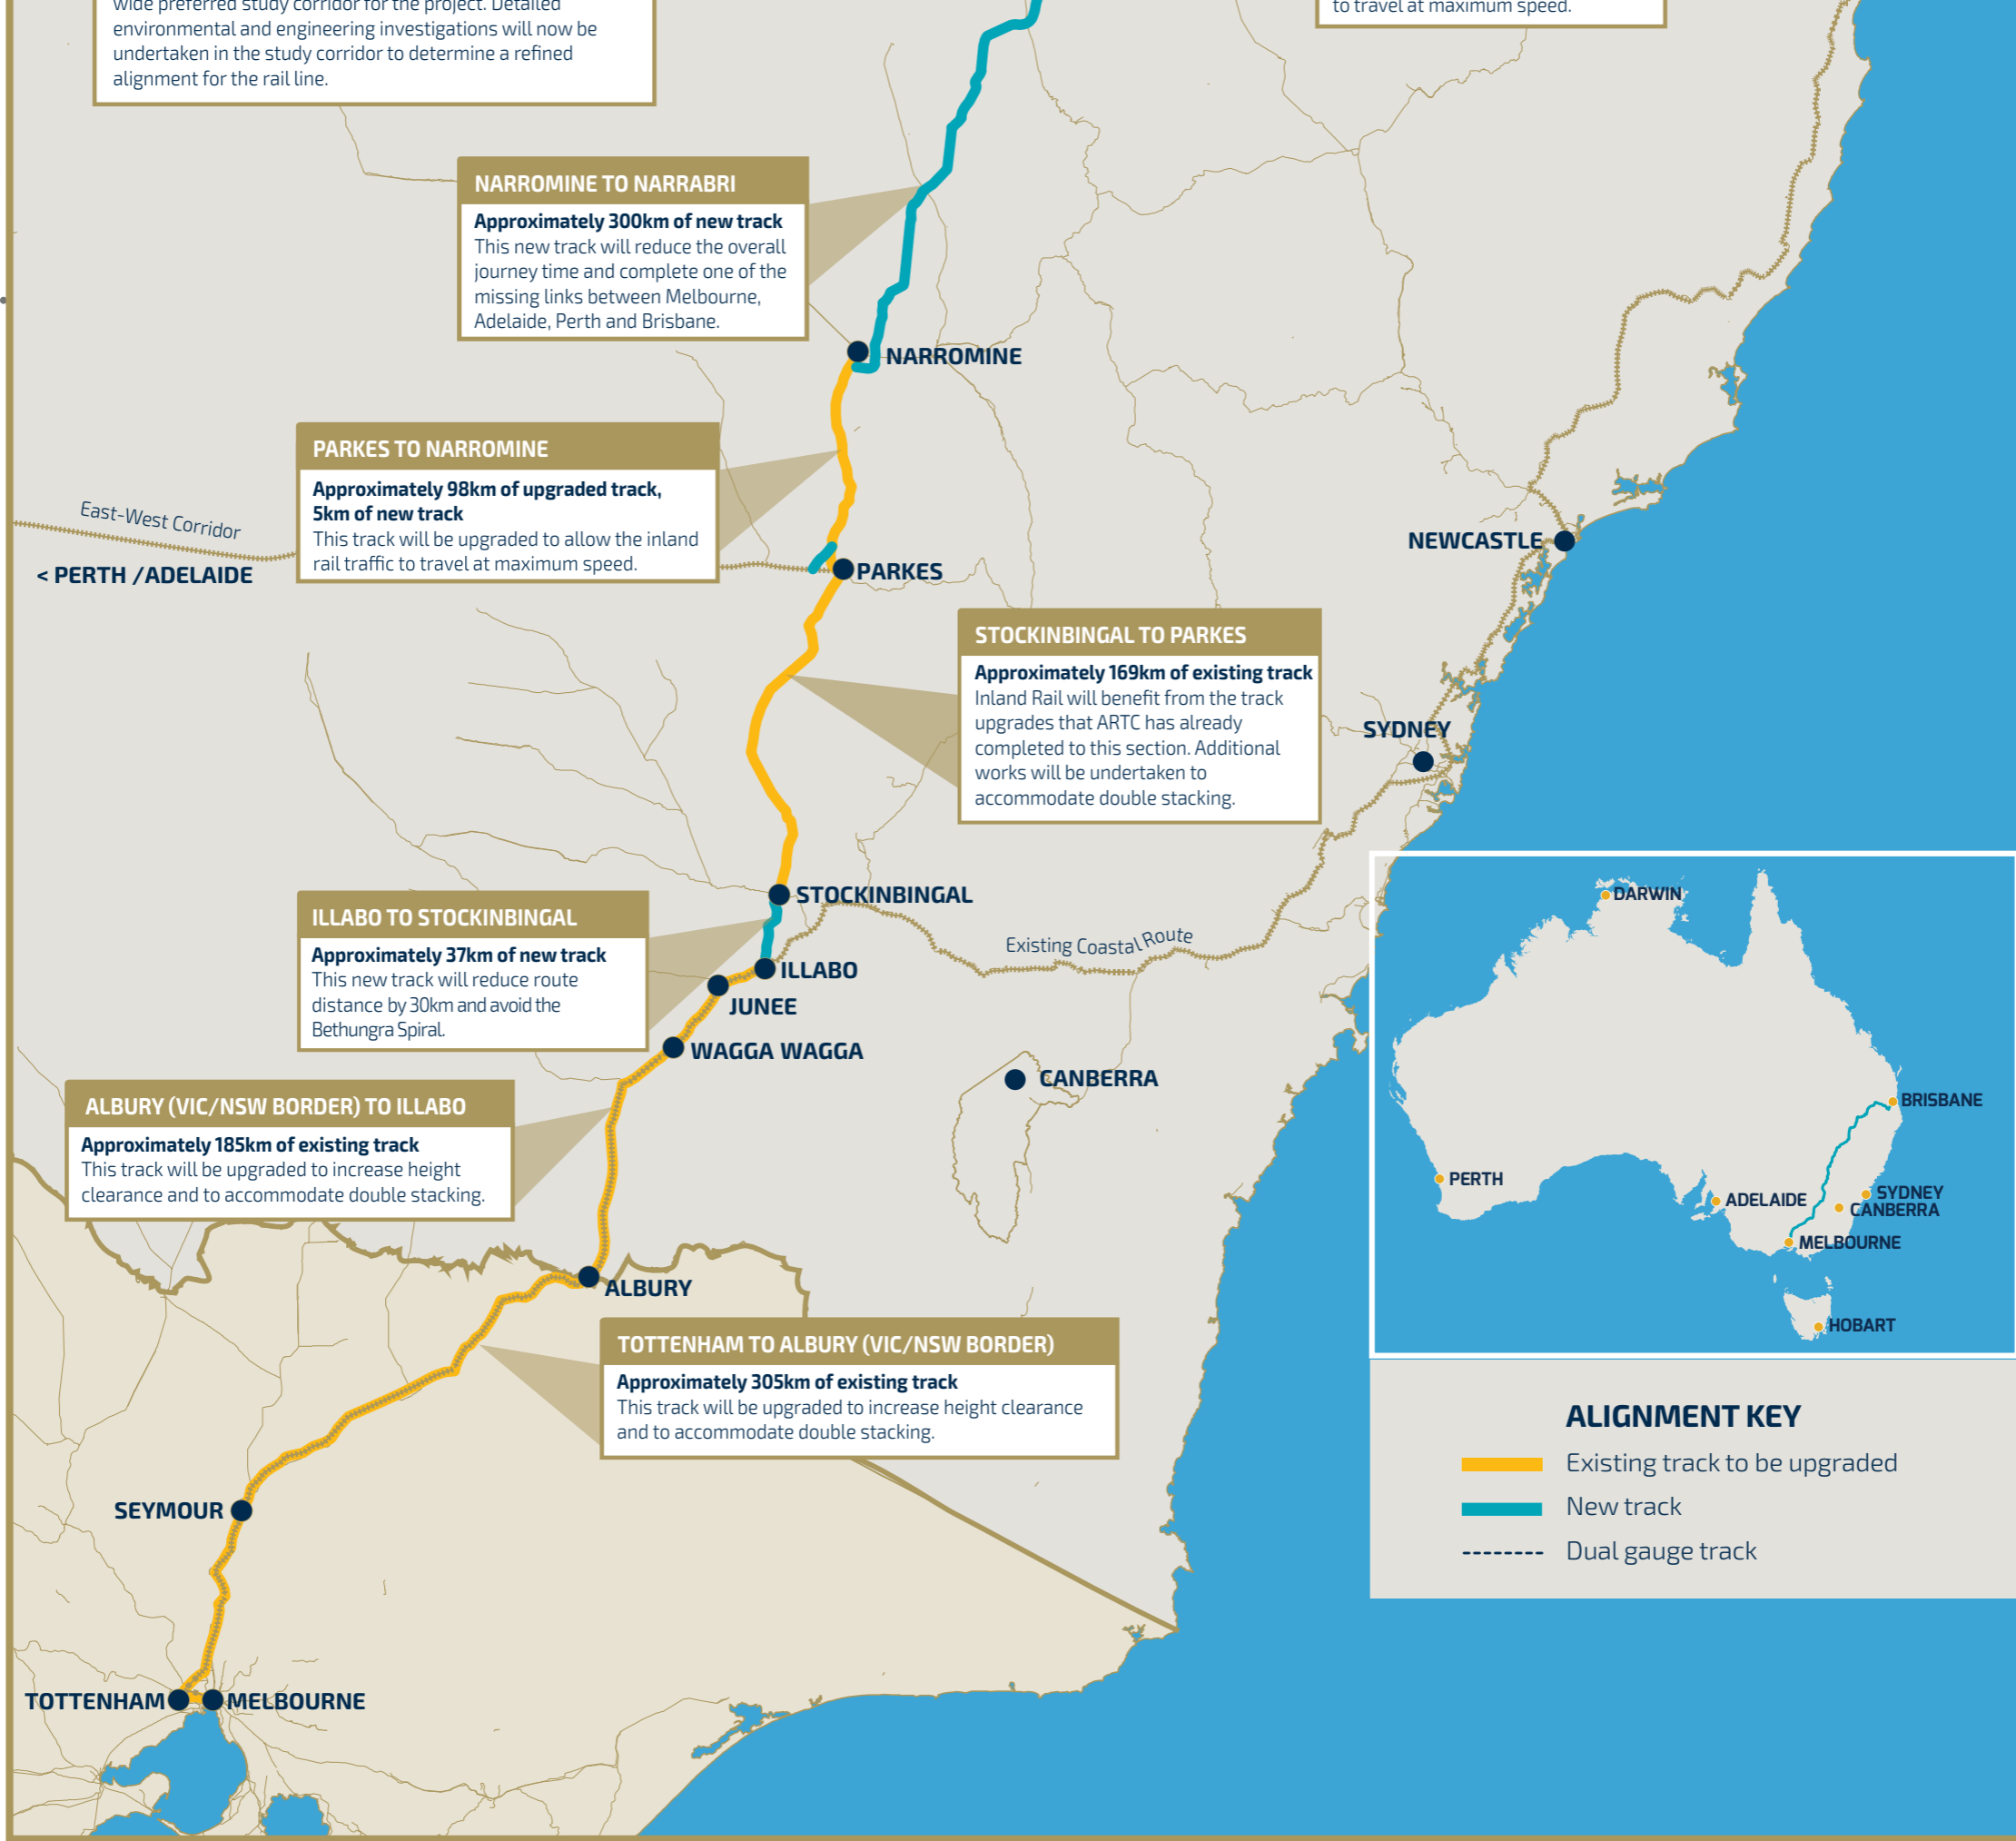 wide preferred study corridor for the project. Detailed
environmental and engineering investigations will now be
undertaken in the study corridor to determine a refined
alignment for the rail line.
to travel at maximum speed.
NARROMINE TO NARRABRI
Approximately 300km of new track
This new track will reduce the overall
journey time and complete one of the
missing links between Melbourne,
Adelaide, Perth and Brisbane.
NARROMINE
PARKES TO NARROMINE
Approximately 98km of upgraded track,
5km of new track
This track will be upgraded to allow the inland
rail traffic to travel at maximum speed.
East-West Corridor
< PERTH /ADELAIDE
PARKES
NEWCASTLE
STOCKINBINGAL TO PARKES
Approximately 169km of existing track
Inland Rail will benefit from the track
upgrades that ARTC has already
completed to this section. Additional
works will be undertaken to
accommodate double stacking.
SYDNEY
STOCKINBINGAL
ILLABO TO STOCKINBINGAL
Approximately 37km of new track
This new track will reduce route
distance by 30km and avoid the
Bethungra Spiral.
Existing Coastal Route
ILLABO
JUNEE
WAGGA WAGGA
CANBERRA
ALBURY (VIC/NSW BORDER) TO ILLABO
Approximately 185km of existing track
This track will be upgraded to increase height
clearance and to accommodate double stacking.
ALBURY
TOTTENHAM TO ALBURY (VIC/NSW BORDER)
Approximately 305km of existing track
This track will be upgraded to increase height clearance
and to accommodate double stacking.
SEYMOUR
TOTTENHAM
MELBOURNE
DARWIN
BRISBANE
PERTH
ADELAIDE
SYDNEY
CANBERRA
MELBOURNE
HOBART
ALIGNMENT KEY
Existing track to be upgraded
New track
Dual gauge track